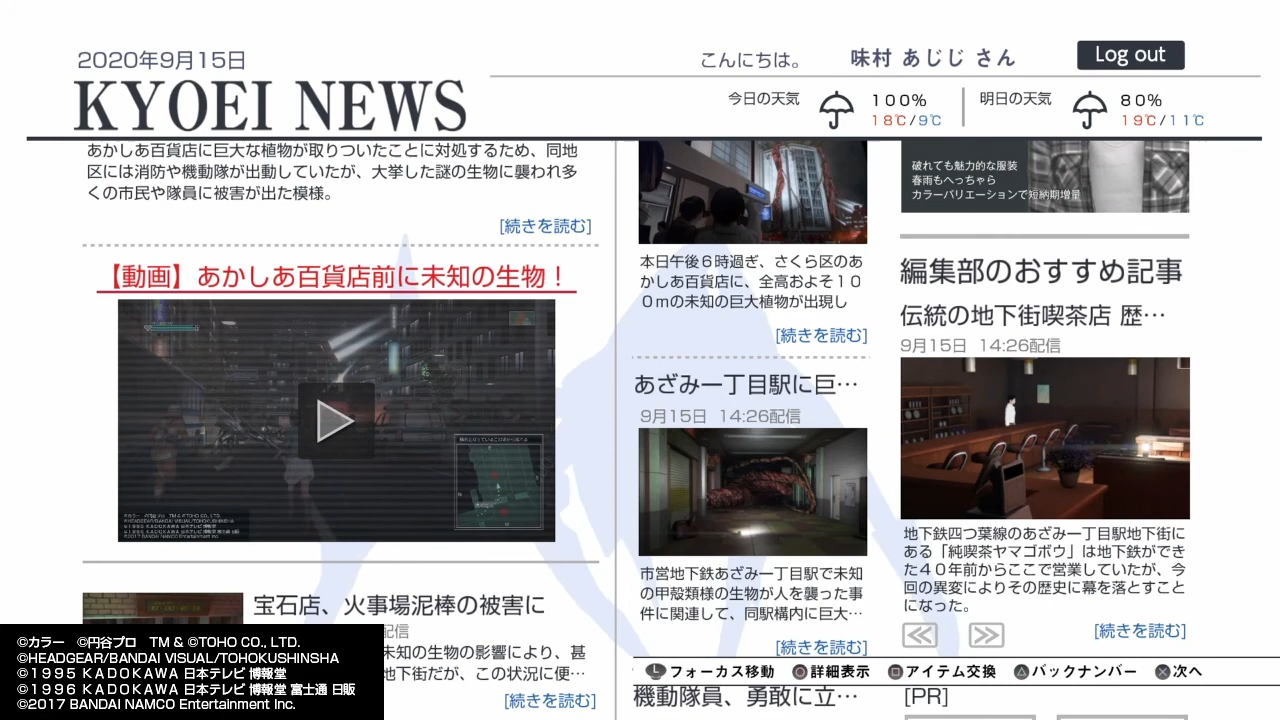 2020年9月15日
KYOEI NEWS
こんにちは。 味村 あじじ さん
Log out
今日の天気 100% 18℃/9℃
明日の天気 80% 19℃/11℃
あかしあ百貨店に巨大な植物が取りついたことに対処するため、同地
区には消防や機動隊が出動していたが、大挙した謎の生物に襲われ多
くの市民や隊員に被害が出た模様。
[続きを読む]
【動画】あかしあ百貨店前に未知の生物！
宝石店、火事場泥棒の被害に
配信
未知の生物の影響により、甚
地下街だが、この状況に便…
[続きを読む]
本日午後６時過ぎ、さくら区のあ
かしあ百貨店に、全高およそ１０
０ｍの未知の巨大植物が出現し
[続きを読む]
あざみ一丁目駅に巨…
9月15日 14:26配信
市営地下鉄あざみ一丁目駅で未知
の甲殻類様の生物が人を襲った事
件に関連して、同駅構内に巨大…
[続きを読む]
機動隊員、勇敢に立…
破れても魅力的な服装
春雨もへっちゃら
カラーバリエーションで短納期増量
編集部のおすすめ記事
伝統の地下街喫茶店 歴…
9月15日 14:26配信
地下鉄四つ葉線のあざみ一丁目駅地下街に
ある「純喫茶ヤマゴボウ」は地下鉄ができ
た４０年前からここで営業していたが、今
回の異変によりその歴史に幕を落とすこと
になった。
[続きを読む]
[PR]
L フォーカス移動 詳細表示 アイテム交換 バックナンバー 次へ
©カラー ©円谷プロ TM & ©TOHO CO., LTD.
©HEADGEAR/BANDAI VISUAL/TOHOKUSHINSHA
©1995 KADOKAWA 日本テレビ 博報堂
©1996 KADOKAWA 日本テレビ 博報堂 富士通 日販
©2017 BANDAI NAMCO Entertainment Inc.